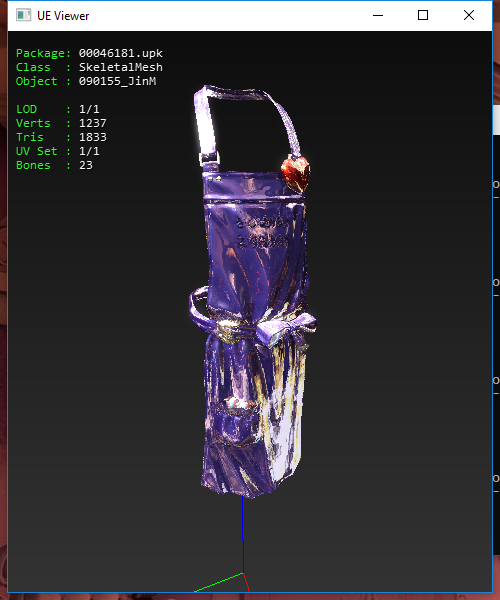 UE Viewer
Package: 00046181.upk
Class : SkeletalMesh
Object : 090155_JinM
LOD : 1/1
Verts : 1237
Tris : 1833
UV Set : 1/1
Bones : 23